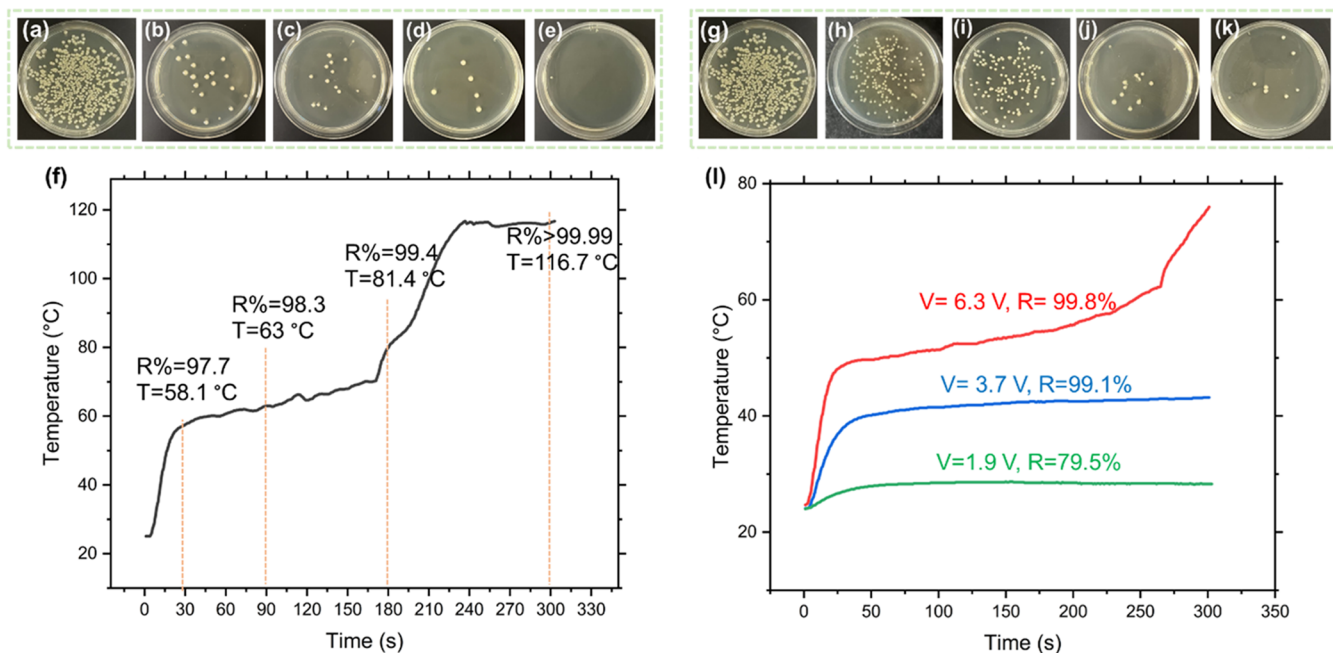 (a) (b) (c) (d) (e)
(g) (h) (i) (j) (k)
(f)
120
100
80
60
40
20
0 30 60 90 120 150 180 210 240 270 300 330
Temperature (°C)
Time (s)
R%=97.7
T=58.1 °C
R%=98.3
T=63 °C
R%=99.4
T=81.4 °C
R%>99.99
T=116.7 °C
(l)
80
60
40
20
0 50 100 150 200 250 300 350
Temperature (°C)
Time (s)
V= 6.3 V, R= 99.8%
V= 3.7 V, R=99.1%
V=1.9 V, R=79.5%